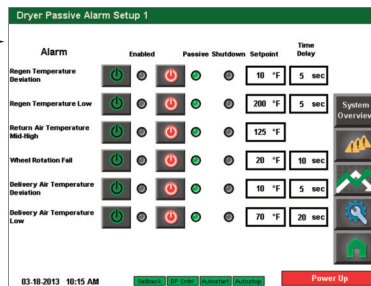 Dryer Passive Alarm Setup 1
Alarm Enabled Passive Shutdown Setpoint Time Delay
Regen Temperature Deviation 10 °F 5 sec
Regen Temperature Low 200 °F 5 sec
Return Air Temperature Mid-High 125 °F
Wheel Rotation Fail 20 °F 10 sec
Delivery Air Temperature Deviation 10 °F 5 sec
Delivery Air Temperature Low 70 °F 20 sec
System Overview
03-18-2013 10:15 AM Setback DP Cntrl Autostart Autostop Power Up